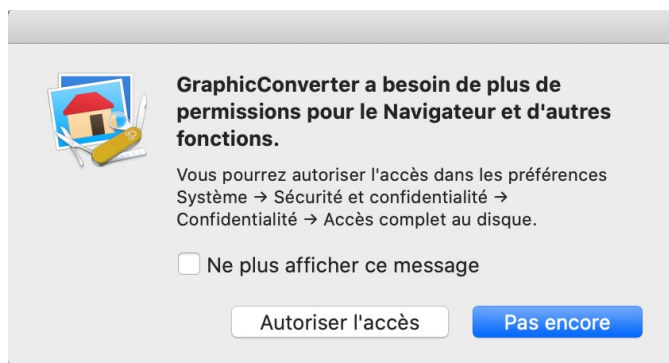 GraphicConverter a besoin de plus de
permissions pour le Navigateur et d'autres
fonctions.
Vous pourrez autoriser l'accès dans les préférences
Système → Sécurité et confidentialité →
Confidentialité → Accès complet au disque.
Ne plus afficher ce message
Autoriser l'accès
Pas encore